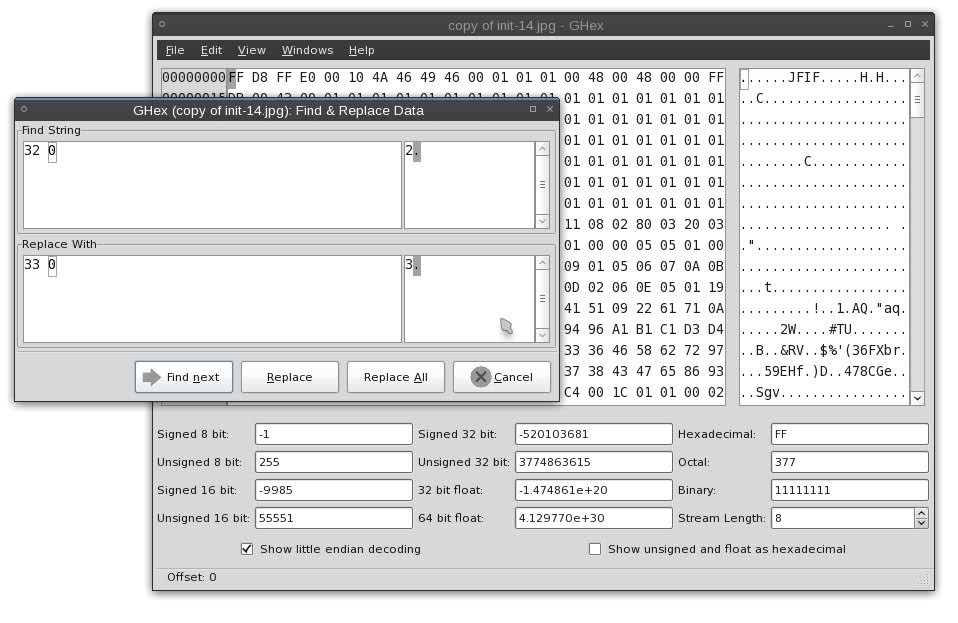 copy of init-14.jpg - GHex
File Edit View Windows Help
00000000 FF D8 FF E0 00 10 4A 46 49 46 00 01 01 01 00 48 00 48 00 00 FF ......JFIF.....H.H...
01 01 01 01 01 01 01 ..C..................
GHex (copy of init-14.jpg): Find & Replace Data
01 01 01 01 01 01 01 .....................
Find String
32 0 2.
01 01 01 01 01 01 01 .....................
01 01 01 01 01 01 01 ........C............
01 01 01 01 01 01 01 .....................
01 01 01 01 01 01 01 .....................
11 08 02 80 03 20 03 ................... .
Replace With
01 00 00 05 05 01 00 ."...................
33 0 3.
09 01 05 06 07 0A 0B .....................
0D 02 06 0E 05 01 19 ...t.................
41 51 09 22 61 71 0A .........!..1.AQ."aq.
94 96 A1 B1 C1 D3 D4 .....2W....#TU.......
33 36 46 58 62 72 97 ..B..&RV..$%'(36FXbr.
Find next Replace Replace All Cancel
37 38 43 47 65 86 93 ...59EHf.)D..478CGe..
C4 00 1C 01 01 00 02 ..Sgv................
Signed 8 bit: -1 Signed 32 bit: -520103681 Hexadecimal: FF
Unsigned 8 bit: 255 Unsigned 32 bit: 3774863615 Octal: 377
Signed 16 bit: -9985 32 bit float: -1.474861e+20 Binary: 11111111
Unsigned 16 bit: 55551 64 bit float: 4.129770e+30 Stream Length: 8
Show little endian decoding Show unsigned and float as hexadecimal
Offset: 0